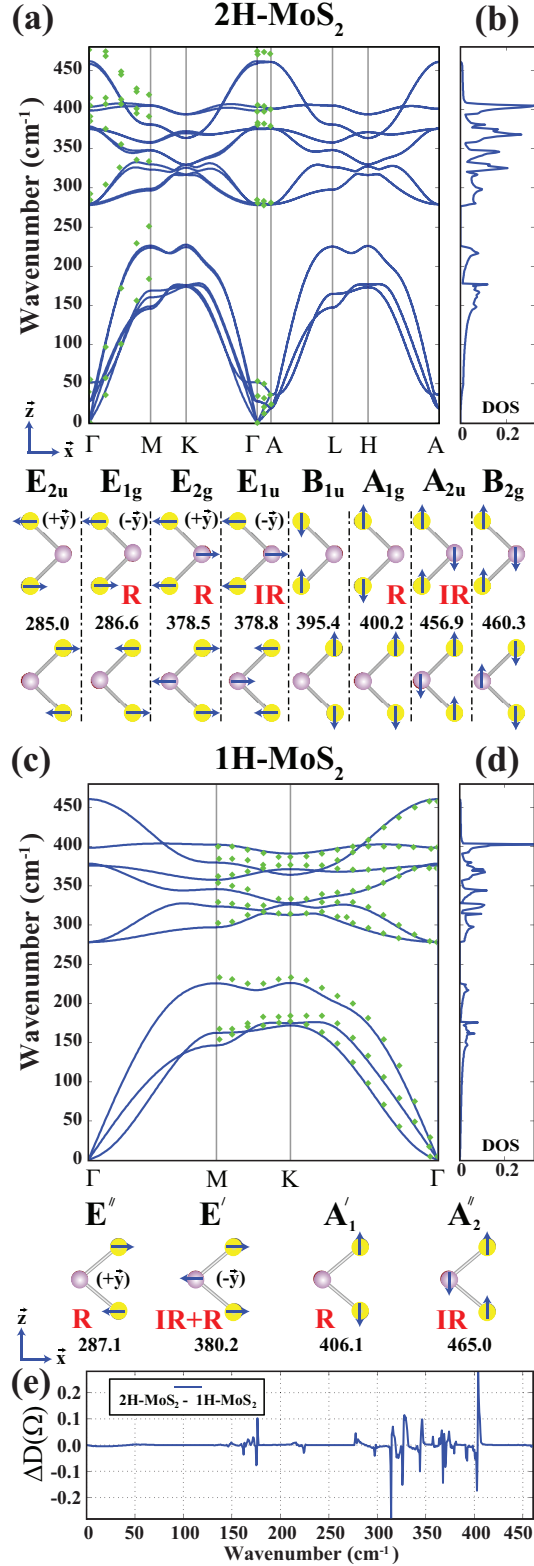 (a) 2H-MoS2 (b)
Wavenumber (cm-1)
450
400
350
300
250
200
150
100
50
0
Γ M K Γ A L H A
DOS
0 0.2
z⃗
x⃗
E2u E1g E2g E1u B1u A1g A2u B2g
(+y⃗) (-y⃗) (+y⃗) (-y⃗)
R R IR R IR
285.0 286.6 378.5 378.8 395.4 400.2 456.9 460.3
(c) 1H-MoS2 (d)
Wavenumber (cm-1)
450
400
350
300
250
200
150
100
50
0
Γ M K Γ
DOS
0 0.2
E″ E′ A1′ A2″
(+y⃗) (-y⃗)
R IR+R R IR
z⃗
x⃗
287.1 380.2 406.1 465.0
(e)
2H-MoS2 - 1H-MoS2
ΔD(Ω)
0.2
0.1
0.0
-0.1
-0.2
0 50 100 150 200 250 300 350 400 450
Wavenumber (cm-1)